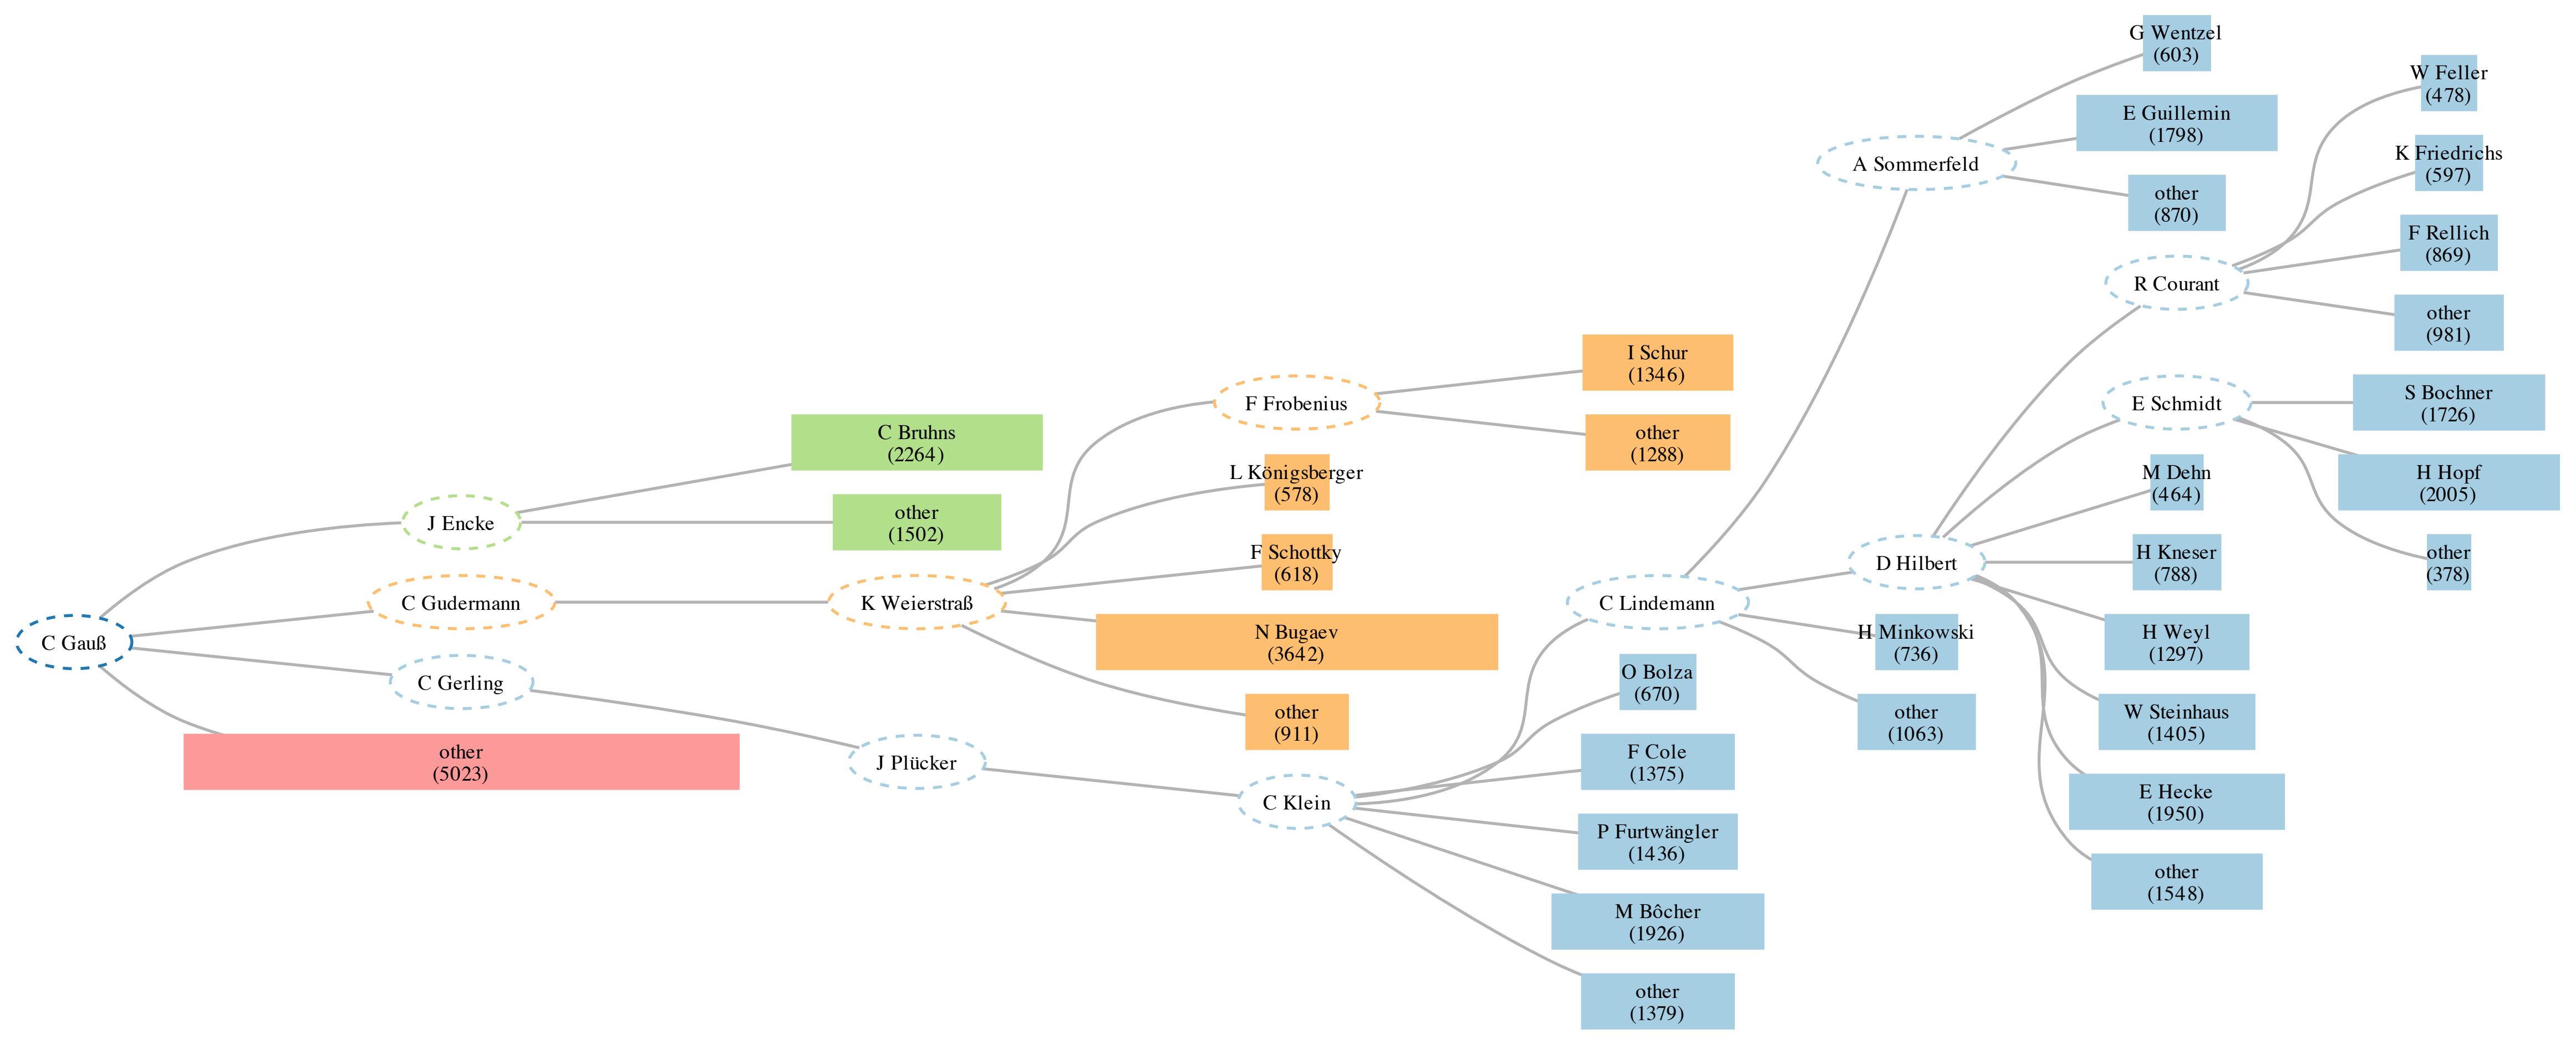 G Wentzel
(603)
W Feller
(478)
E Guillemin
(1798)
K Friedrichs
(597)
A Sommerfeld
other
(870)
F Rellich
(869)
R Courant
other
(981)
I Schur
(1346)
F Frobenius
E Schmidt
S Bochner
(1726)
C Bruhns
(2264)
other
(1288)
L Königsberger
(578)
M Dehn
(464)
H Hopf
(2005)
J Encke
other
(1502)
F Schottky
(618)
D Hilbert
H Kneser
(788)
other
(378)
C Gudermann
K Weierstraß
C Lindemann
C Gauß
N Bugaev
(3642)
H Minkowski
(736)
H Weyl
(1297)
C Gerling
O Bolza
(670)
other
(911)
other
(1063)
W Steinhaus
(1405)
other
(5023)
J Plücker
F Cole
(1375)
C Klein
E Hecke
(1950)
P Furtwängler
(1436)
other
(1548)
M Bôcher
(1926)
other
(1379)